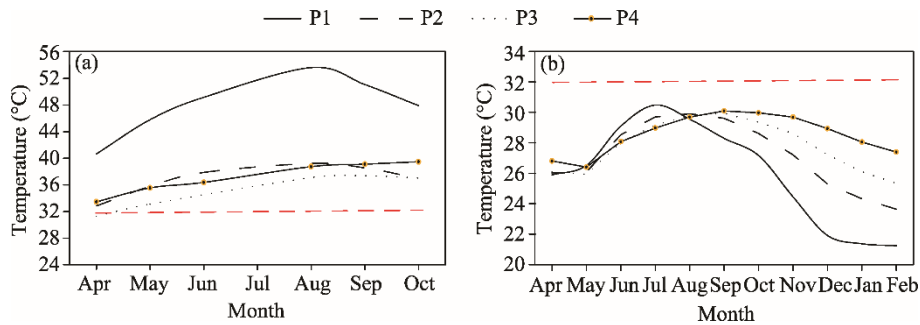 P1 P2 P3 P4
(a)
Temperature (°C)
56
52
48
44
40
36
32
28
24
Apr May Jun Jul Aug Sep Oct
Month
(b)
Temperature (°C)
34
32
30
28
26
24
22
20
Apr May Jun Jul Aug Sep Oct Nov Dec Jan Feb
Month